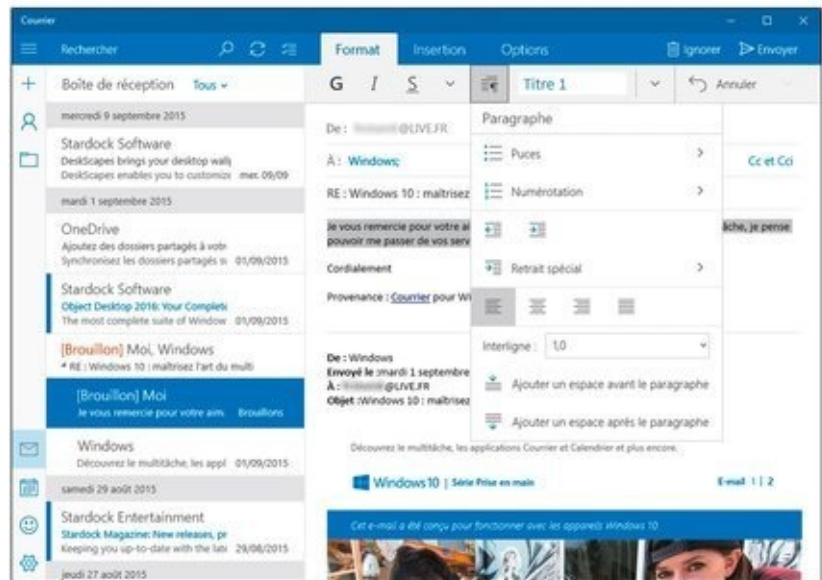 Courrier
Rechercher
Format Insertion Options Ignorer Envoyer
Boîte de réception Tous
G I S Titre 1 Annuler
mercredi 9 septembre 2015
Stardock Software
DeskScapes brings your desktop wall
DeskScapes enables you to customize mer. 09/09
mardi 1 septembre 2015
OneDrive
Ajoutez des dossiers partagés à votr
Synchronisez les dossiers partagés s 01/09/2015
Stardock Software
Object Desktop 2016: Your Complete
The most complete suite of Window 01/09/2015
[Brouillon] Moi, Windows
RE : Windows 10 : maîtrisez l'art du multi
[Brouillon] Moi
Je vous remercie pour votre aim. Brouillons
Windows
Découvrez le multitâche, les appl 01/09/2015
samedi 29 août 2015
Stardock Entertainment
Stardock Magazine: New releases, pr
Keeping you up-to-date with the late 29/08/2015
jeudi 27 août 2015
De : @LIVE.FR
À : Windows; Cc et Cci
RE : Windows 10 : maîtrisez
Je vous remercie pour votre ai âche, je pense
pouvoir me passer de vos serv
Cordialement
Provenance : Courrier pour Wi
De : Windows
Envoyé le :mardi 1 septembre
À : @LIVE.FR
Objet :Windows 10 : maîtrisez
Paragraphe
Puces
Numérotation
Retrait spécial
Interligne : 1,0
Ajouter un espace avant le paragraphe
Ajouter un espace après le paragraphe
Découvrez le multitâche, les applications Courrier et Calendrier et plus encore.
Windows 10 | Série Prise en main E-mail 1 | 2
Cet e-mail a été conçu pour fonctionner avec les appareils Windows 10